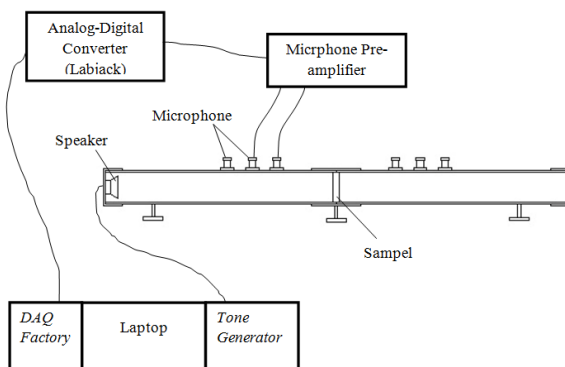 Analog-Digital
Converter
(Labjack)
Micrphone Pre-
amplifier
Microphone
Speaker
Sampel
DAQ
Factory
Laptop
Tone
Generator